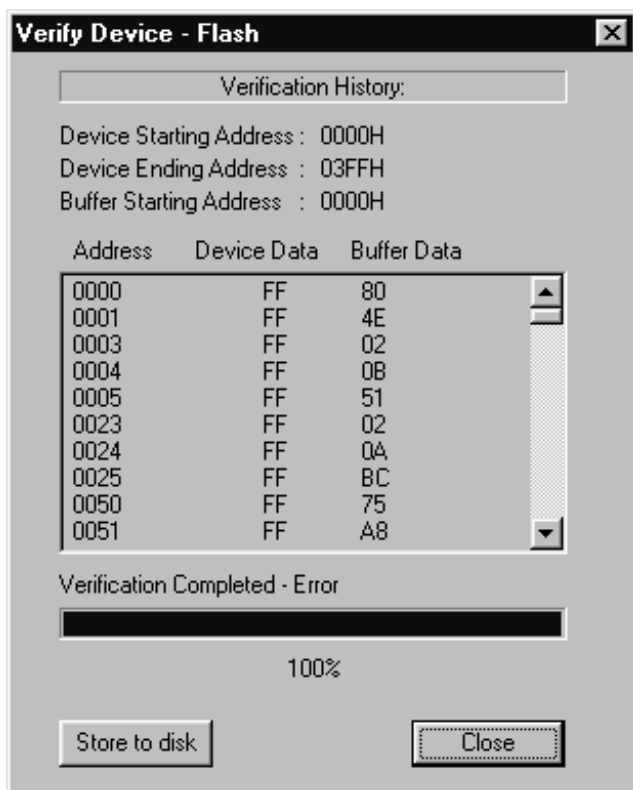 Verify Device - Flash
Verification History:
Device Starting Address : 0000H
Device Ending Address : 03FFH
Buffer Starting Address : 0000H
Address Device Data Buffer Data
0000 FF 80
0001 FF 4E
0003 FF 02
0004 FF 0B
0005 FF 51
0023 FF 02
0024 FF 0A
0025 FF BC
0050 FF 75
0051 FF A8
Verification Completed - Error
100%
Store to disk Close